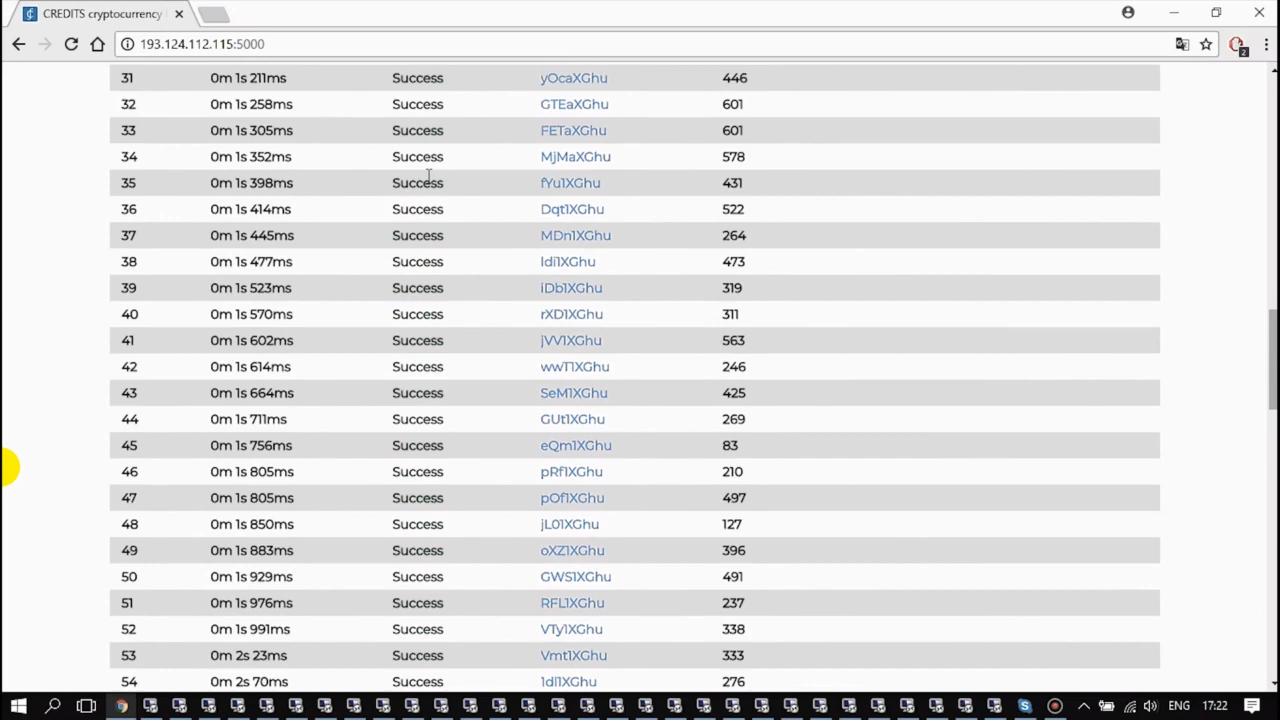 CREDITS cryptocurrency
193.124.112.115:5000
2
31 0m 1s 211ms Success yOcaXGhu 446
32 0m 1s 258ms Success GTEaXGhu 601
33 0m 1s 305ms Success FETaXGhu 601
34 0m 1s 352ms Success MjMaXGhu 578
35 0m 1s 398ms Success fYu1XGhu 431
36 0m 1s 414ms Success Dqt1XGhu 522
37 0m 1s 445ms Success MDn1XGhu 264
38 0m 1s 477ms Success ldi1XGhu 473
39 0m 1s 523ms Success iDb1XGhu 319
40 0m 1s 570ms Success rXD1XGhu 311
41 0m 1s 602ms Success jVV1XGhu 563
42 0m 1s 614ms Success wwT1XGhu 246
43 0m 1s 664ms Success SeM1XGhu 425
44 0m 1s 711ms Success GUt1XGhu 269
45 0m 1s 756ms Success eQm1XGhu 83
46 0m 1s 805ms Success pRf1XGhu 210
47 0m 1s 805ms Success pOf1XGhu 497
48 0m 1s 850ms Success jL01XGhu 127
49 0m 1s 883ms Success oXZ1XGhu 396
50 0m 1s 929ms Success GWS1XGhu 491
51 0m 1s 976ms Success RFL1XGhu 237
52 0m 1s 991ms Success VTy1XGhu 338
53 0m 2s 23ms Success Vmt1XGhu 333
54 0m 2s 70ms Success 1dl1XGhu 276
ENG 17:22